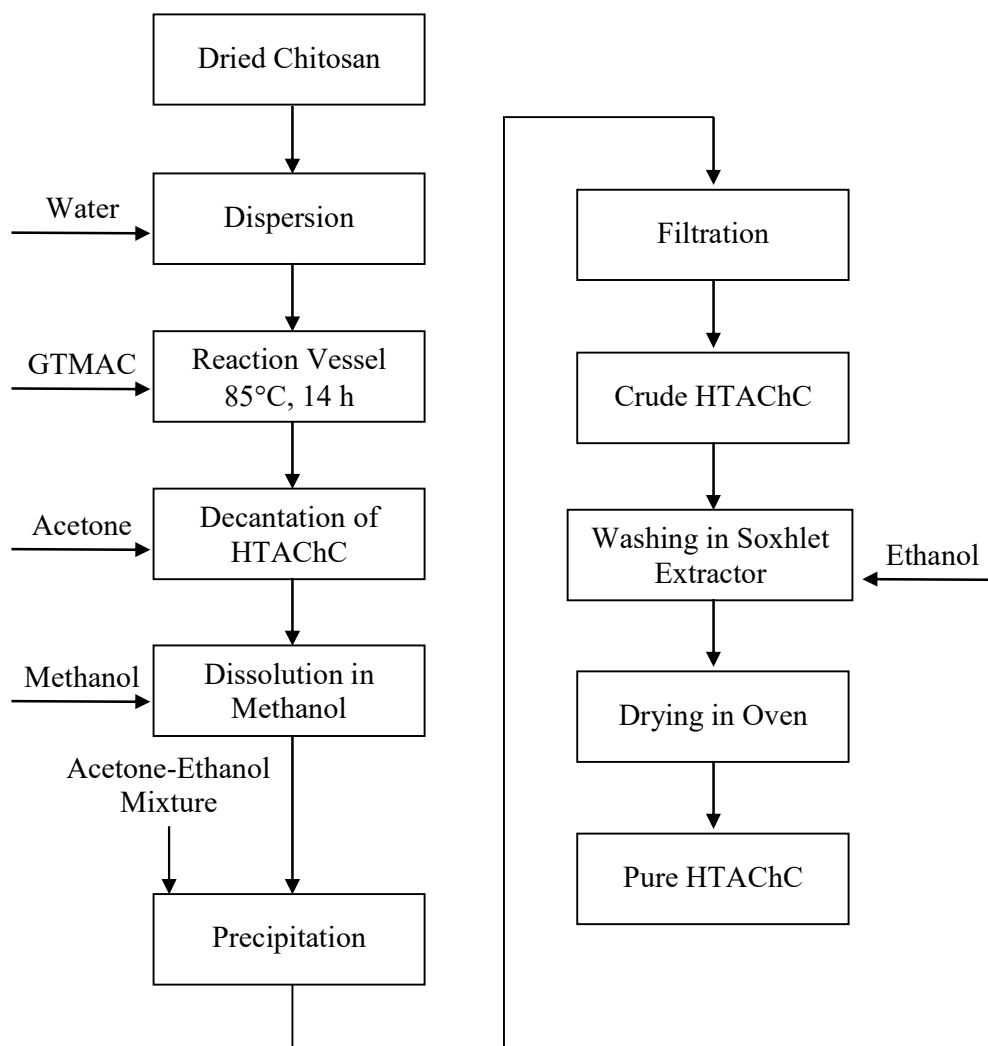 Dried Chitosan
Water
Dispersion
GTMAC
Reaction Vessel
85°C, 14 h
Acetone
Decantation of
HTAChC
Methanol
Dissolution in
Methanol
Acetone-Ethanol
Mixture
Precipitation
Filtration
Crude HTAChC
Washing in Soxhlet
Extractor
Ethanol
Drying in Oven
Pure HTAChC